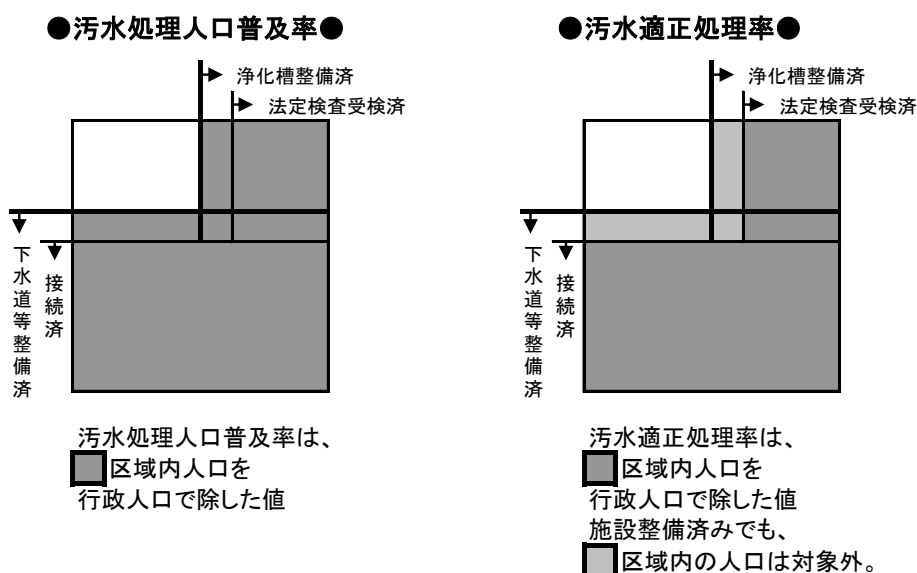 ●汚水処理人口普及率●
浄化槽整備済
法定検査受検済
下水道等整備済
接続済
汚水処理人口普及率は、
区域内人口を
行政人口で除した値
●汚水適正処理率●
浄化槽整備済
法定検査受検済
下水道等整備済
接続済
汚水適正処理率は、
区域内人口を
行政人口で除した値
施設整備済みでも、
区域内の人口は対象外。